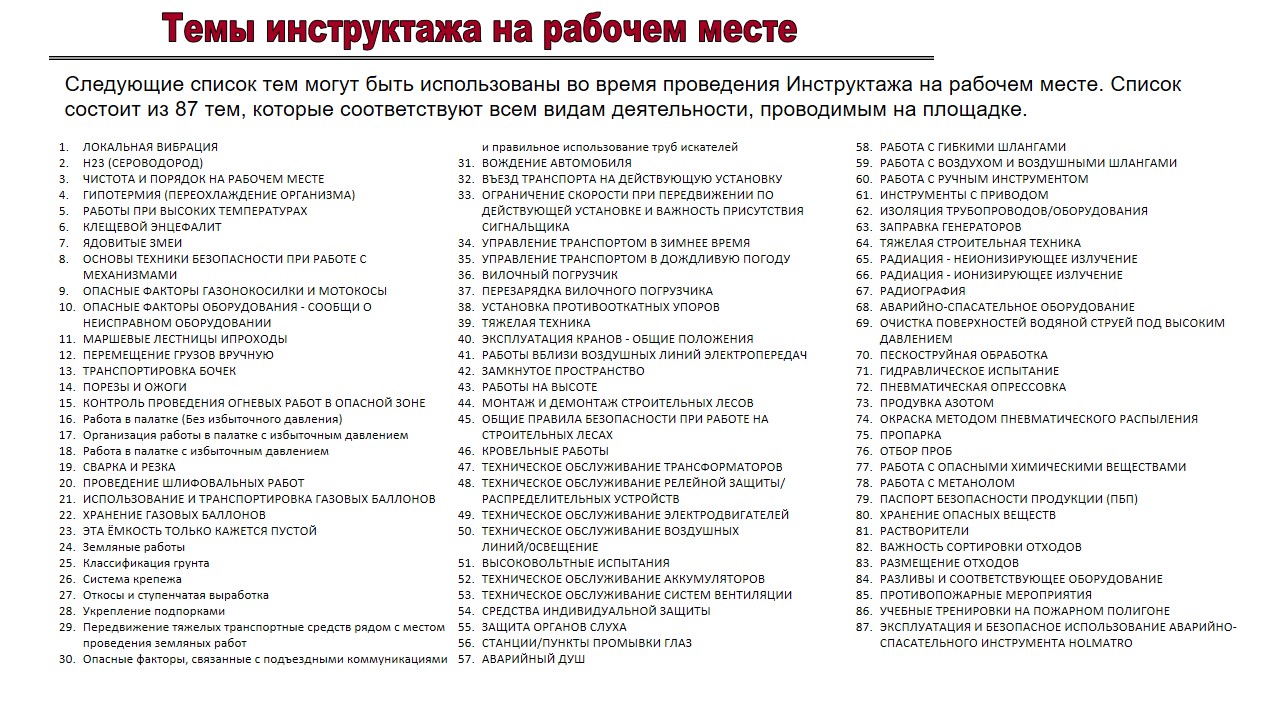 Темы инструктажа на рабочем месте
Следующие список тем могут быть использованы во время проведения Инструктажа на рабочем месте. Список
состоит из 87 тем, которые соответствуют всем видам деятельности, проводимым на площадке.
1. ЛОКАЛЬНАЯ ВИБРАЦИЯ
2. H23 (СЕРОВОДОРОД)
3. ЧИСТОТА И ПОРЯДОК НА РАБОЧЕМ МЕСТЕ
4. ГИПОТЕРМИЯ (ПЕРЕОХЛАЖДЕНИЕ ОРГАНИЗМА)
5. РАБОТЫ ПРИ ВЫСОКИХ ТЕМПЕРАТУРАХ
6. КЛЕЩЕВОЙ ЭНЦЕФАЛИТ
7. ЯДОВИТЫЕ ЗМЕИ
8. ОСНОВЫ ТЕХНИКИ БЕЗОПАСНОСТИ ПРИ РАБОТЕ С
МЕХАНИЗМАМИ
9. ОПАСНЫЕ ФАКТОРЫ ГАЗОНОКОСИЛКИ И МОТОКОСЫ
10. ОПАСНЫЕ ФАКТОРЫ ОБОРУДОВАНИЯ - СООБЩИ О
НЕИСПРАВНОМ ОБОРУДОВАНИИ
11. МАРШЕВЫЕ ЛЕСТНИЦЫ ИПРОХОДЫ
12. ПЕРЕМЕЩЕНИЕ ГРУЗОВ ВРУЧНУЮ
13. ТРАНСПОРТИРОВКА БОЧЕК
14. ПОРЕЗЫ И ОЖОГИ
15. КОНТРОЛЬ ПРОВЕДЕНИЯ ОГНЕВЫХ РАБОТ В ОПАСНОЙ ЗОНЕ
16. Работа в палатке (Без избыточного давления)
17. Организация работы в палатке с избыточным давлением
18. Работа в палатке с избыточным давлением
19. СВАРКА И РЕЗКА
20. ПРОВЕДЕНИЕ ШЛИФОВАЛЬНЫХ РАБОТ
21. ИСПОЛЬЗОВАНИЕ И ТРАНСПОРТИРОВКА ГАЗОВЫХ БАЛЛОНОВ
22. ХРАНЕНИЕ ГАЗОВЫХ БАЛЛОНОВ
23. ЭТА ЁМКОСТЬ ТОЛЬКО КАЖЕТСЯ ПУСТОЙ
24. Земляные работы
25. Классификация грунта
26. Система крепежа
27. Откосы и ступенчатая выработка
28. Укрепление подпорками
29. Передвижение тяжелых транспортные средств рядом с местом
проведения земляных работ
30. Опасные факторы, связанные с подъездными коммуникациями
и правильное использование труб искателей
31. ВОЖДЕНИЕ АВТОМОБИЛЯ
32. ВЪЕЗД ТРАНСПОРТА НА ДЕЙСТВУЮЩУЮ УСТАНОВКУ
33. ОГРАНИЧЕНИЕ СКОРОСТИ ПРИ ПЕРЕДВИЖЕНИИ ПО
ДЕЙСТВУЮЩЕЙ УСТАНОВКЕ И ВАЖНОСТЬ ПРИСУТСТВИЯ
СИГНАЛЬЩИКА
34. УПРАВЛЕНИЕ ТРАНСПОРТОМ В ЗИМНЕЕ ВРЕМЯ
35. УПРАВЛЕНИЕ ТРАНСПОРТОМ В ДОЖДЛИВУЮ ПОГОДУ
36. ВИЛОЧНЫЙ ПОГРУЗЧИК
37. ПЕРЕЗАРЯДКА ВИЛОЧНОГО ПОГРУЗЧИКА
38. УСТАНОВКА ПРОТИВООТКАТНЫХ УПОРОВ
39. ТЯЖЕЛАЯ ТЕХНИКА
40. ЭКСПЛУАТАЦИЯ КРАНОВ - ОБЩИЕ ПОЛОЖЕНИЯ
41. РАБОТЫ ВБЛИЗИ ВОЗДУШНЫХ ЛИНИЙ ЭЛЕКТОПЕРЕДАЧ
42. ЗАМКНУТОЕ ПРОСТРАНСТВО
43. РАБОТЫ НА ВЫСОТЕ
44. МОНТАЖ И ДЕМОНТАЖ СТРОИТЕЛЬНЫХ ЛЕСОВ
45. ОБЩИЕ ПРАВИЛА БЕЗОПАСНОСТИ ПРИ РАБОТЕ НА
СТРОИТЕЛЬНЫХ ЛЕСАХ
46. КРОВЕЛЬНЫЕ РАБОТЫ
47. ТЕХНИЧЕСКОЕ ОБСЛУЖИВАНИЕ ТРАНСФОРМАТОРОВ
48. ТЕХНИЧЕСКОЕ ОБСЛУЖИВАНИЕ РЕЛЕЙНОЙ ЗАЩИТЫ/
РАСПРЕДЕЛИТЕЛЬНЫХ УСТРОЙСТВ
49. ТЕХНИЧЕСКОЕ ОБСЛУЖИВАНИЕ ЭЛЕКТРОДВИГАТЕЛЕЙ
50. ТЕХНИЧЕСКОЕ ОБСЛУЖИВАНИЕ ВОЗДУШНЫХ
ЛИНИЙ/0СВЕЩЕНИЕ
51. ВЫСОКОВОЛЬТНЫЕ ИСПЫТАНИЯ
52. ТЕХНИЧЕСКОЕ ОБСЛУЖИВАНИЕ АККУМУЛЯТОРОВ
53. ТЕХНИЧЕСКОЕ ОБСЛУЖИВАНИЕ СИСТЕМ ВЕНТИЛЯЦИИ
54. СРЕДСТВА ИНДИВИДУАЛЬНОЙ ЗАЩИТЫ
55. ЗАЩИТА ОРГАНОВ СЛУХА
56. СТАНЦИИ/ПУНКТЫ ПРОМЫВКИ ГЛАЗ
57. АВАРИЙНЫЙ ДУШ
58. РАБОТА С ГИБКИМИ ШЛАНГАМИ
59. РАБОТА С ВОЗДУХОМ И ВОЗДУШНЫМИ ШЛАНГАМИ
60. РАБОТА С РУЧНЫМ ИНСТРУМЕНТОМ
61. ИНСТРУМЕНТЫ С ПРИВОДОМ
62. ИЗОЛЯЦИЯ ТРУБОПРОВОДОВ/ОБОРУДОВАНИЯ
63. ЗАПРАВКА ГЕНЕРАТОРОВ
64. ТЯЖЕЛАЯ СТРОИТЕЛЬНАЯ ТЕХНИКА
65. РАДИАЦИЯ - НЕИОНИЗИРУЮЩЕЕ ИЗЛУЧЕНИЕ
66. РАДИАЦИЯ - ИОНИЗИРУЮЩЕЕ ИЗЛУЧЕНИЕ
67. РАДИОГРАФИЯ
68. АВАРИЙНО-СПАСАТЕЛЬНОЕ ОБОРУДОВАНИЕ
69. ОЧИСТКА ПОВЕРХНОСТЕЙ ВОДЯНОЙ СТРУЕЙ ПОД ВЫСОКИМ
ДАВЛЕНИЕМ
70. ПЕСКОСТРУЙНАЯ ОБРАБОТКА
71. ГИДРАВЛИЧЕСКОЕ ИСПЫТАНИЕ
72. ПНЕВМАТИЧЕСКАЯ ОПРЕССОВКА
73. ПРОДУВКА АЗОТОМ
74. ОКРАСКА МЕТОДОМ ПНЕВМАТИЧЕСКОГО РАСПЫЛЕНИЯ
75. ПРОПАРКА
76. ОТБОР ПРОБ
77. РАБОТА С ОПАСНЫМИ ХИМИЧЕСКИМИ ВЕЩЕСТВАМИ
78. РАБОТА С МЕТАНОЛОМ
79. ПАСПОРТ БЕЗОПАСНОСТИ ПРОДУКЦИИ (ПБП)
80. ХРАНЕНИЕ ОПАСНЫХ ВЕЩЕСТВ
81. РАСТВОРИТЕЛИ
82. ВАЖНОСТЬ СОРТИРОВКИ ОТХОДОВ
83. РАЗМЕЩЕНИЕ ОТХОДОВ
84. РАЗЛИВЫ И СООТВЕТСТВУЮЩЕЕ ОБОРУДОВАНИЕ
85. ПРОТИВОПОЖАРНЫЕ МЕРОПРИЯТИЯ
86. УЧЕБНЫЕ ТРЕНИРОВКИ НА ПОЖАРНОМ ПОЛИГОНЕ
87. ЭКСПЛУАТАЦИЯ И БЕЗОПАСНОЕ ИСПОЛЬЗОВАНИЕ АВАРИЙНО-
СПАСАТЕЛЬНОГО ИНСТРУМЕНТА HOLMATRO